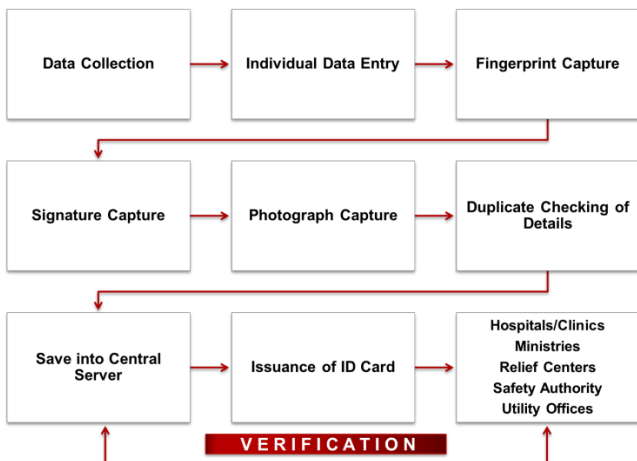 Data Collection
Individual Data Entry
Fingerprint Capture
Signature Capture
Photograph Capture
Duplicate Checking of
Details
Save into Central
Server
Issuance of ID Card
Hospitals/Clinics
Ministries
Relief Centers
Safety Authority
Utility Offices
VERIFICATION